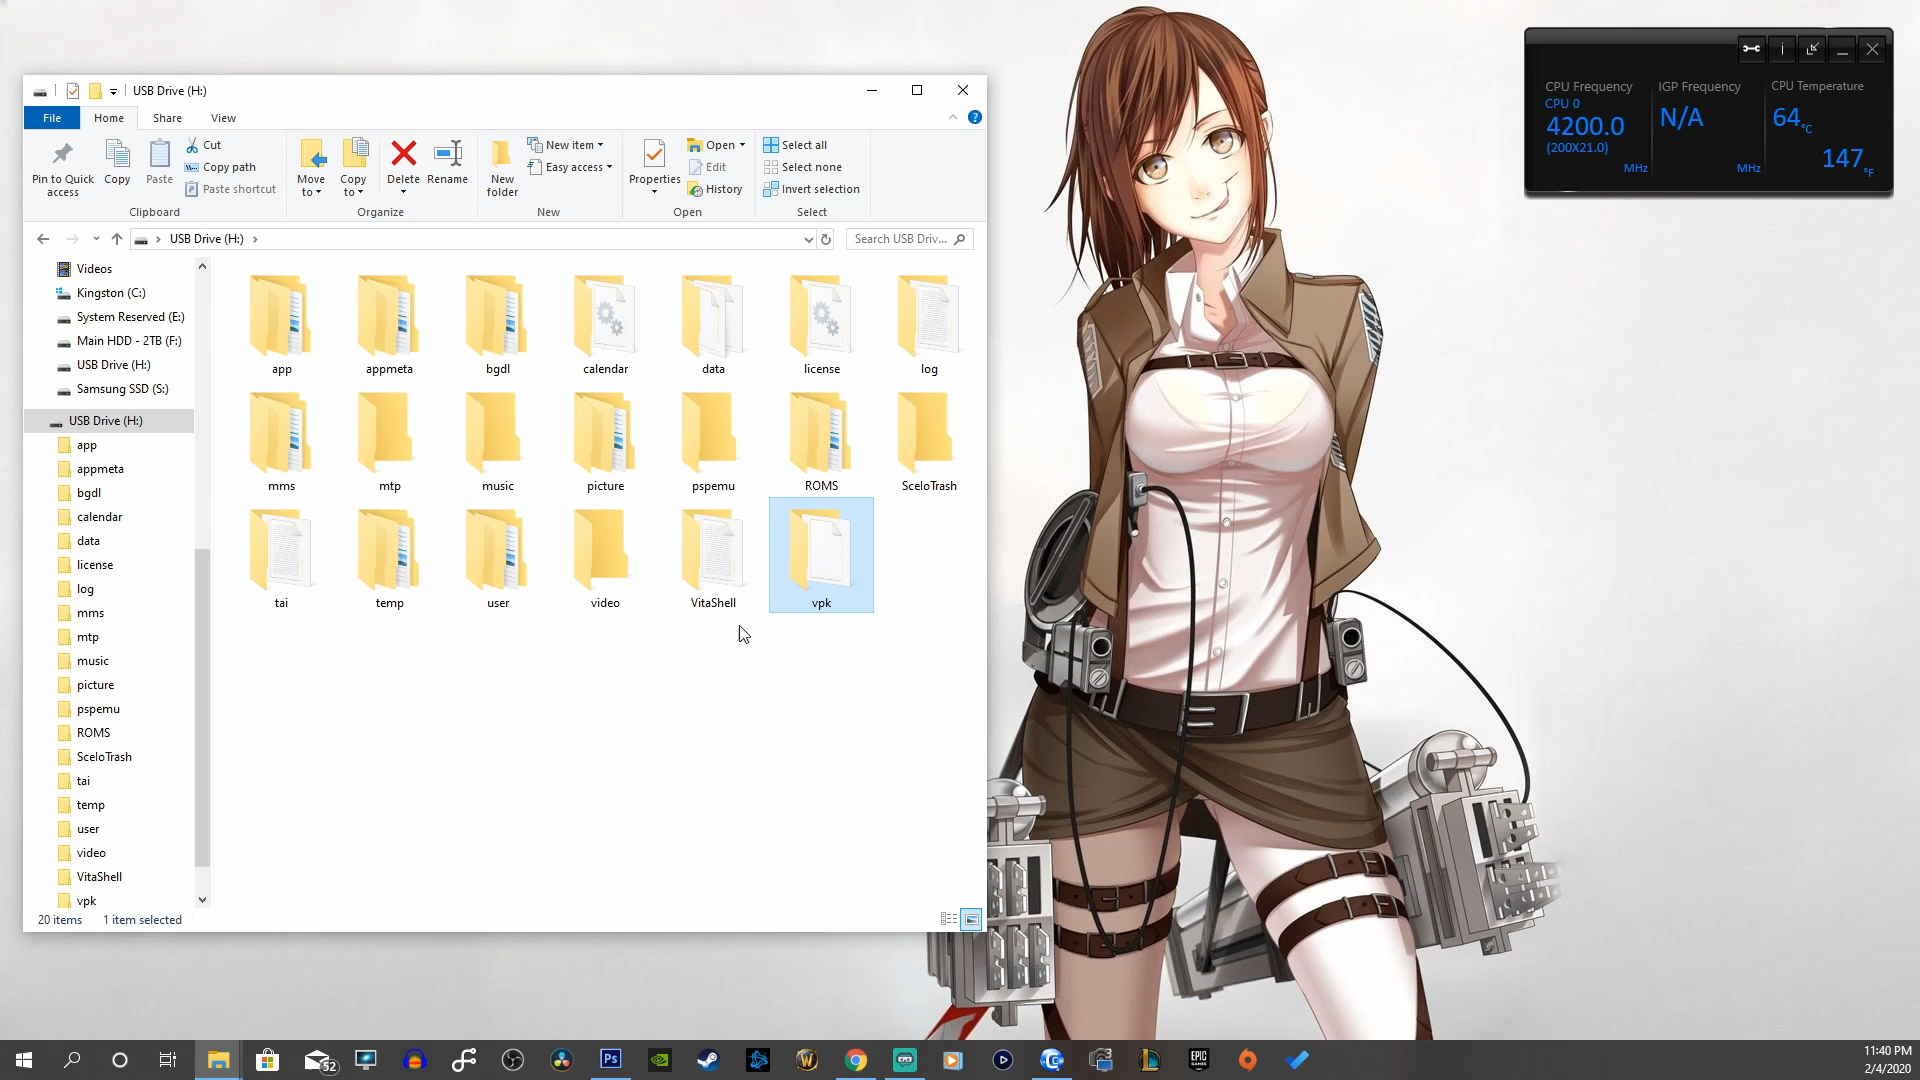 USB Drive (H:)
File
Home
Share
View
Pin to Quick access
Copy
Paste
Cut
Copy path
Paste shortcut
Clipboard
Move to
Copy to
Delete
Rename
Organize
New folder
New item
Easy access
New
Properties
Open
Edit
History
Open
Select all
Select none
Invert selection
Select
USB Drive (H:)
Search USB Driv...
Videos
Kingston (C:)
System Reserved (E:)
Main HDD - 2TB (F:)
USB Drive (H:)
Samsung SSD (S:)
USB Drive (H:)
app
appmeta
bgdl
calendar
data
license
log
mms
mtp
music
picture
pspemu
ROMS
SceIoTrash
tai
temp
user
video
VitaShell
vpk
app
appmeta
bgdl
calendar
data
license
log
mms
mtp
music
picture
pspemu
ROMS
SceIoTrash
tai
temp
user
video
VitaShell
vpk
20 items
1 item selected
CPU Frequency
CPU 0
4200.0
(200X21.0)
MHz
IGP Frequency
N/A
MHz
CPU Temperature
64
°C
147
°F
52
Ps
EPIC
GAMES
11:40 PM
2/4/2020